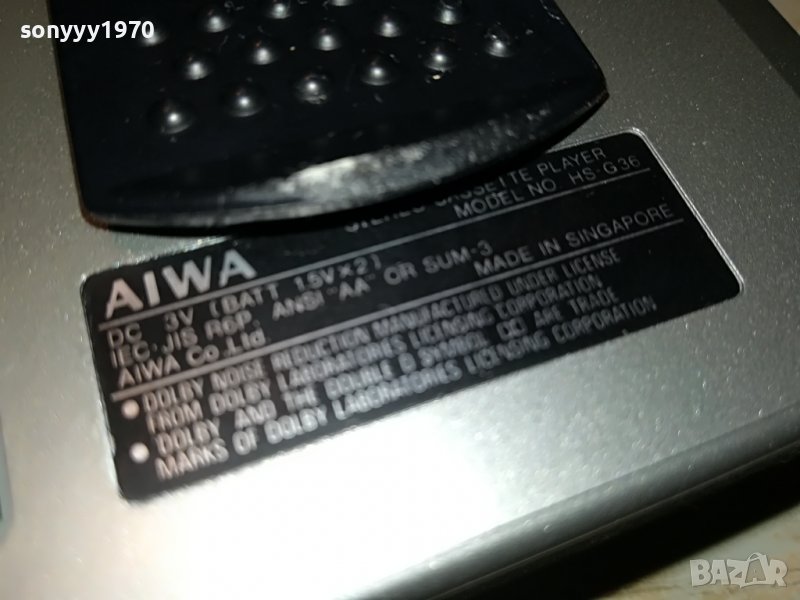 sonyyy1970
STEREO CASSETTE PLAYER
MODEL NO HS-G36
AIWA
DC 3V (BATT 1.5V×2)
IEC, JIS R6P, ANSI "AA" OR SUM-3
AIWA Co., Ltd. MADE IN SINGAPORE
● DOLBY NOISE REDUCTION MANUFACTURED UNDER LICENSE
FROM DOLBY LABORATORIES LICENSING CORPORATION
● DOLBY AND THE DOUBLE D SYMBOL ARE TRADE
MARKS OF DOLBY LABORATORIES LICENSING CORPORATION
BAZAR
bg